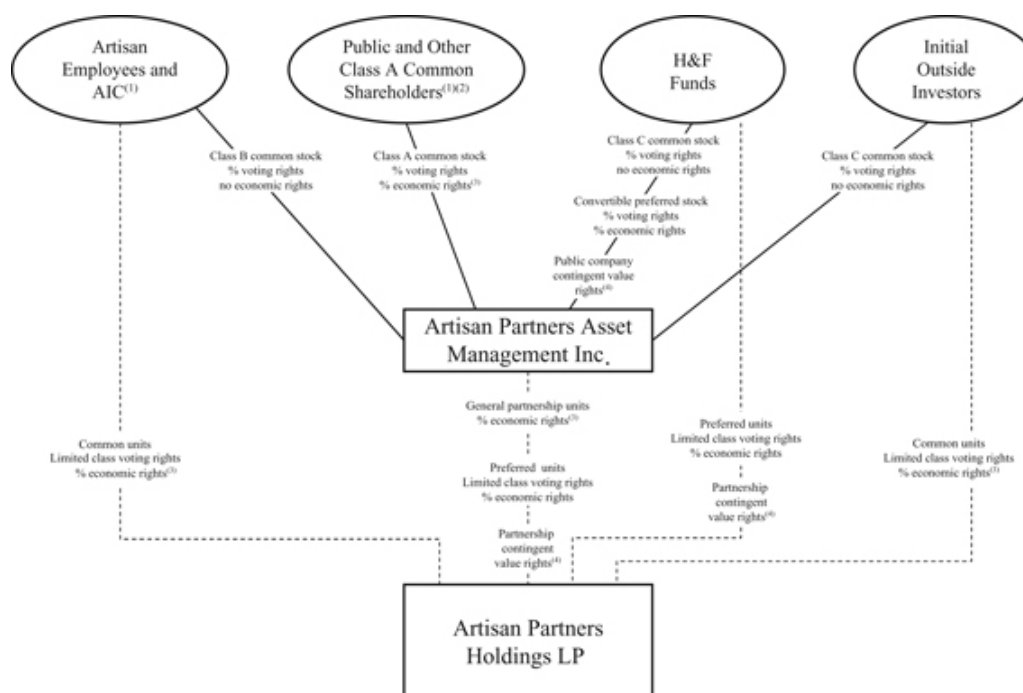 Artisan
Employees and
AIC(1)
Public and Other
Class A Common
Shareholders(1)(2)
H&F
Funds
Initial
Outside
Investors
Class B common stock
% voting rights
no economic rights
Class A common stock
% voting rights
% economic rights(3)
Class C common stock
% voting rights
no economic rights
Convertible preferred stock
% voting rights
% economic rights
Public company
contingent value
rights(4)
Class C common stock
% voting rights
no economic rights
Artisan Partners Asset
Management Inc.
General partnership units
% economic rights(3)
Preferred units
Limited class voting rights
% economic rights
Partnership
contingent
value rights(4)
Common units
Limited class voting rights
% economic rights(3)
Preferred units
Limited class voting rights
% economic rights
Partnership
contingent
value rights(4)
Common units
Limited class voting rights
% economic rights(3)
Artisan Partners
Holdings LP